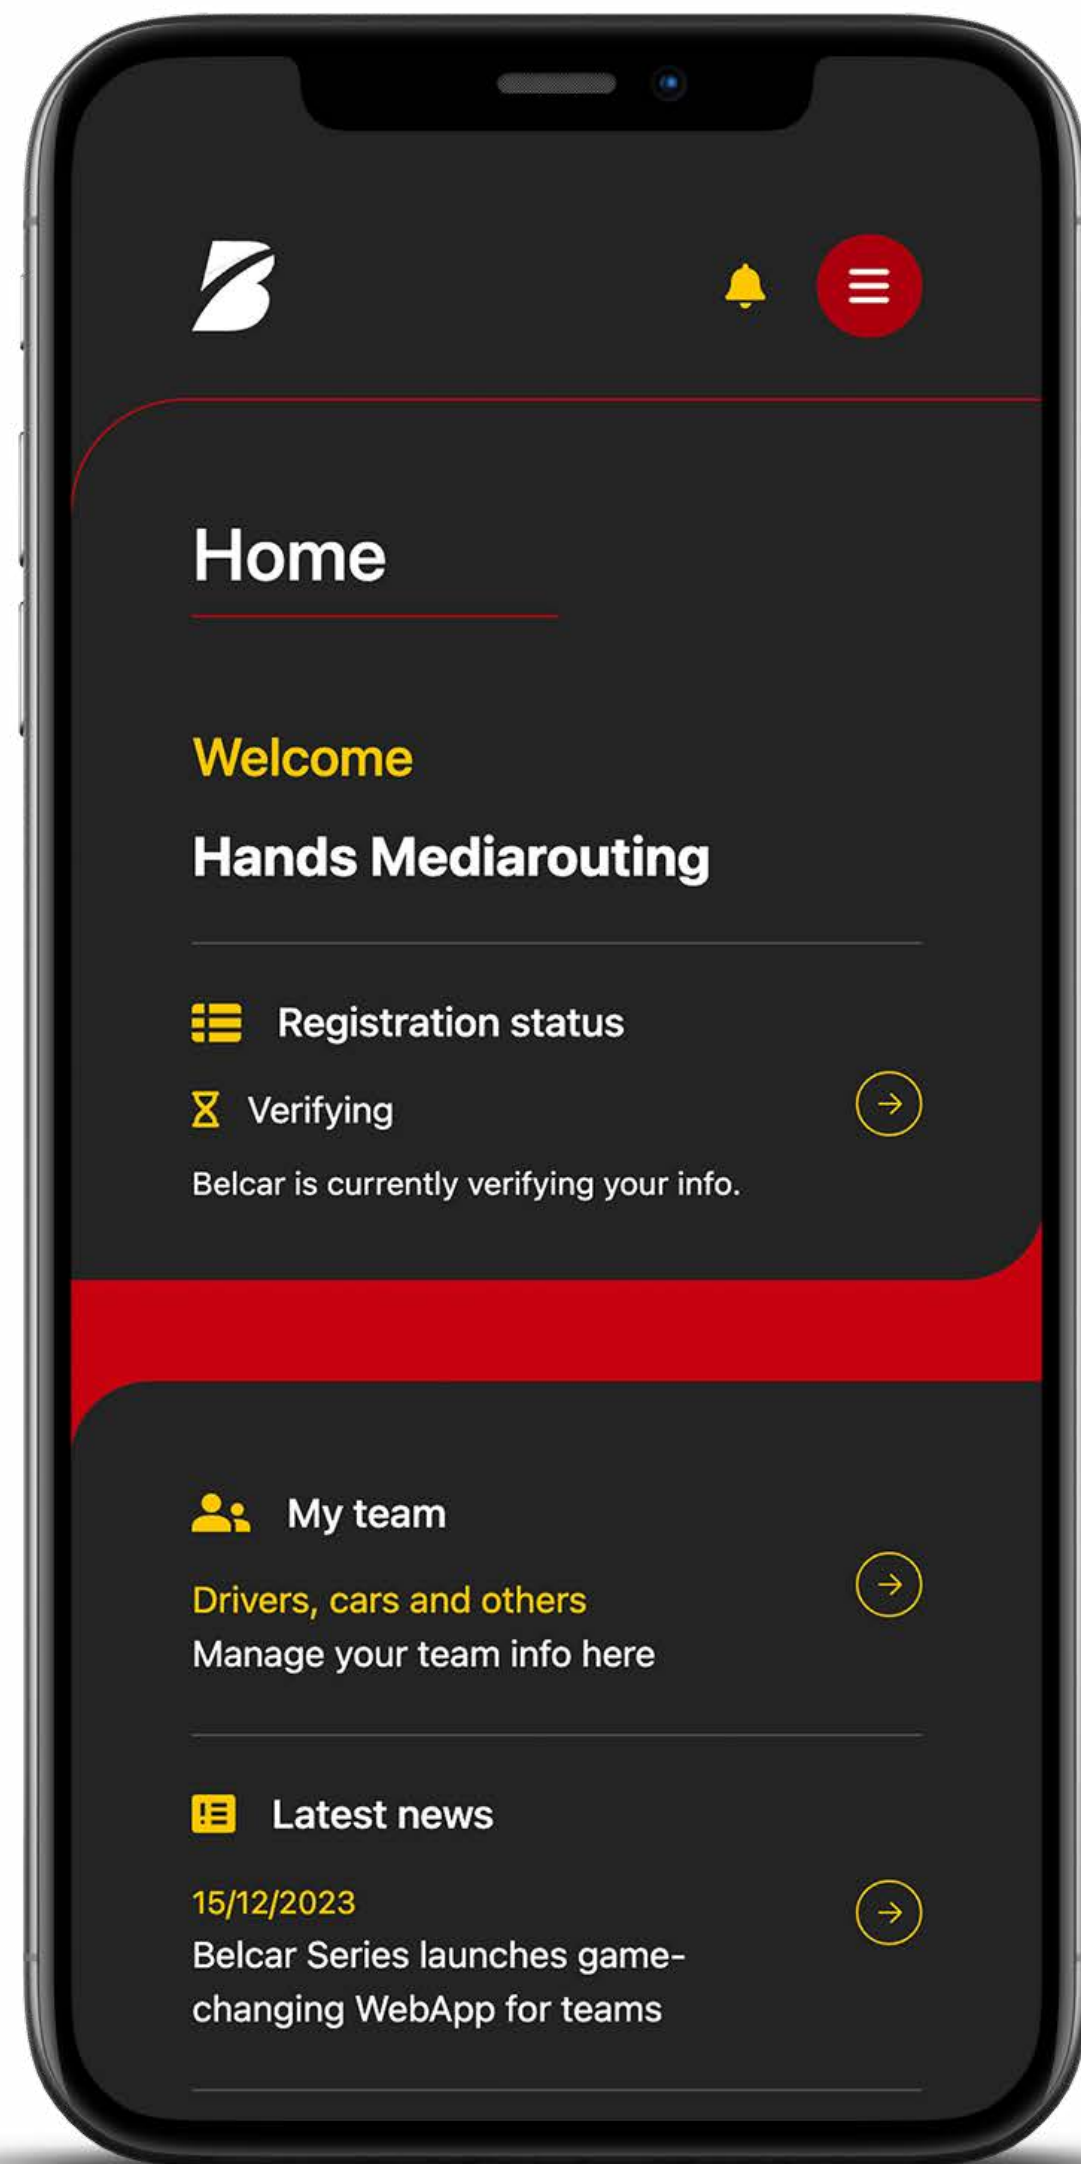 Home
Welcome
Hands Mediarouting
Registration status
Verifying
Belcar is currently verifying your info.
My team
Drivers, cars and others
Manage your team info here
Latest news
15/12/2023
Belcar Series launches game-
changing WebApp for teams